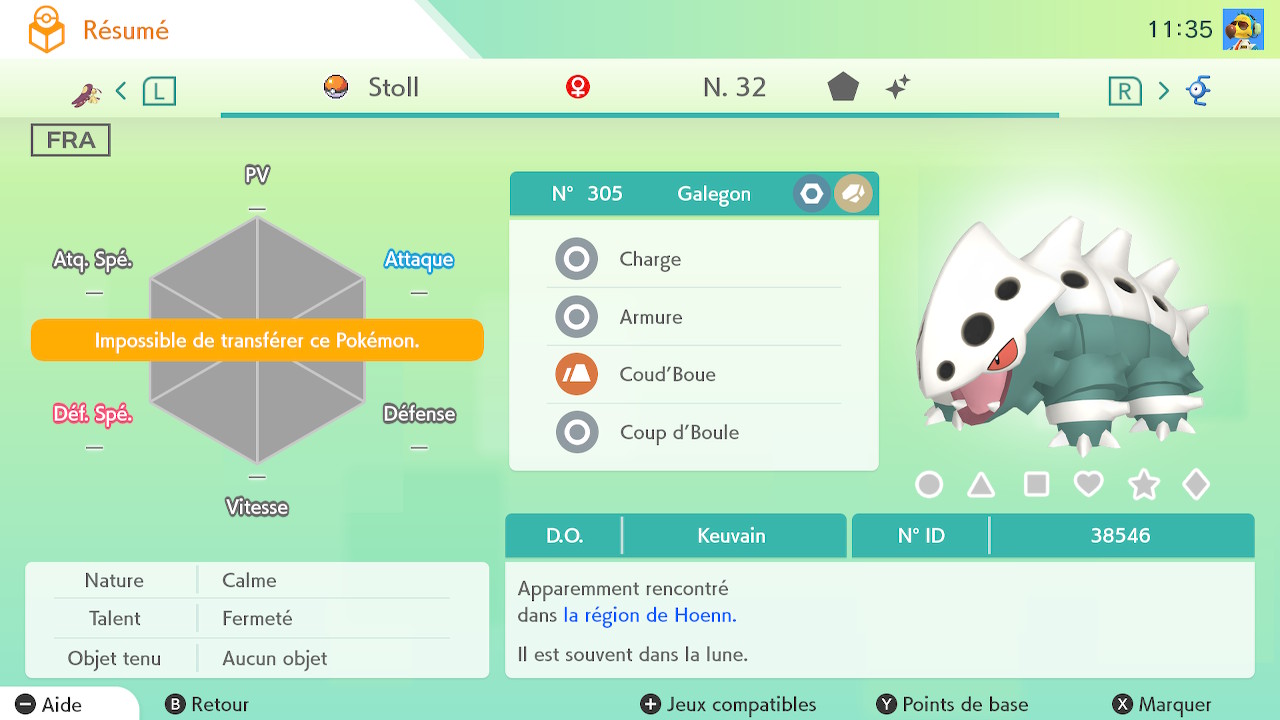 Résumé
11:35
L
Stoll
N. 32
R
FRA
PV
—
Atq. Spé.
—
Attaque
—
Impossible de transférer ce Pokémon.
Déf. Spé.
—
Défense
—
—
Vitesse
N° 305 Galegon
Charge
Armure
Coud'Boue
Coup d'Boule
D.O. Keuvain
N° ID 38546
Nature Calme
Talent Fermeté
Objet tenu Aucun objet
Apparemment rencontré
dans la région de Hoenn.
Il est souvent dans la lune.
Aide
B Retour
Jeux compatibles
Y Points de base
X Marquer